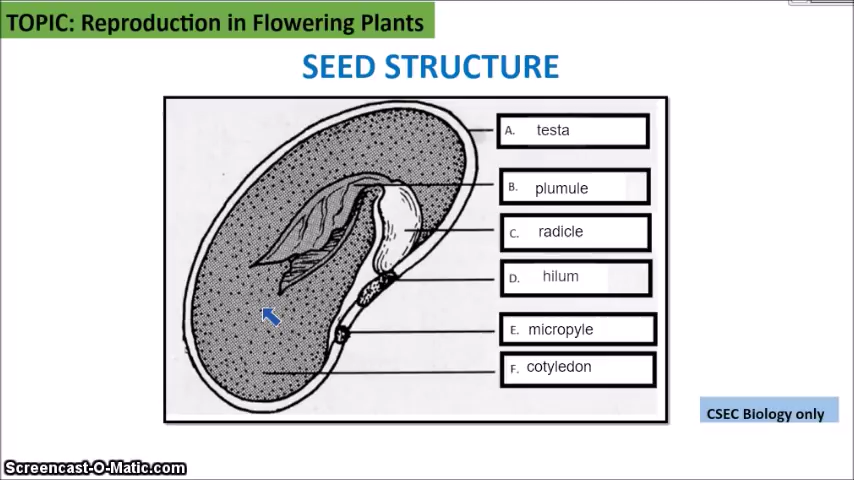 TOPIC: Reproduction in Flowering Plants
SEED STRUCTURE
A. testa
B. plumule
C. radicle
D. hilum
E. micropyle
F. cotyledon
CSEC Biology only
Screencast-O-Matic.com